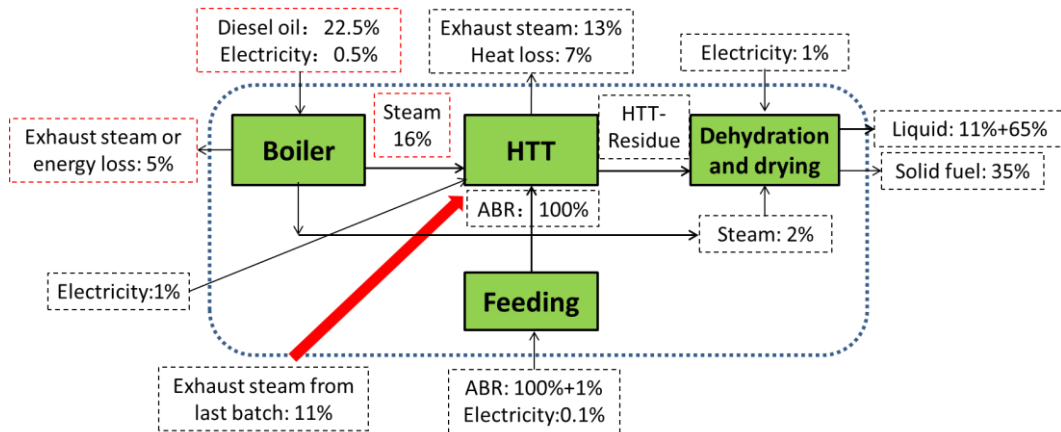 Diesel oil： 22.5%
Electricity： 0.5%
Exhaust steam: 13%
Heat loss: 7%
Electricity: 1%
Exhaust steam or
energy loss: 5%
Boiler
Steam
16%
HTT
HTT-
Residue
Dehydration
and drying
Liquid: 11%+65%
Solid fuel: 35%
ABR： 100%
Steam: 2%
Electricity:1%
Feeding
Exhaust steam from
last batch: 11%
ABR: 100%+1%
Electricity:0.1%